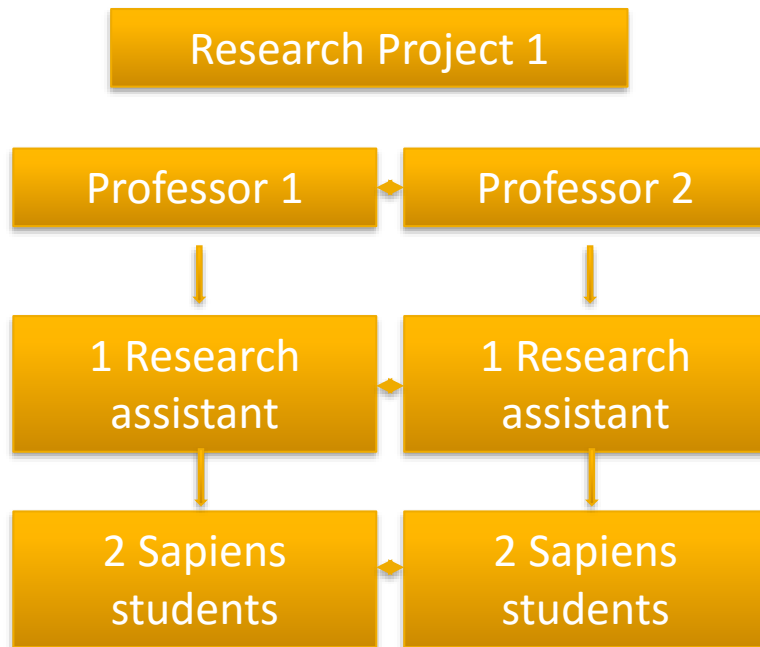 Research Project 1
Professor 1
Professor 2
1 Research
assistant
1 Research
assistant
2 Sapiens
students
2 Sapiens
students